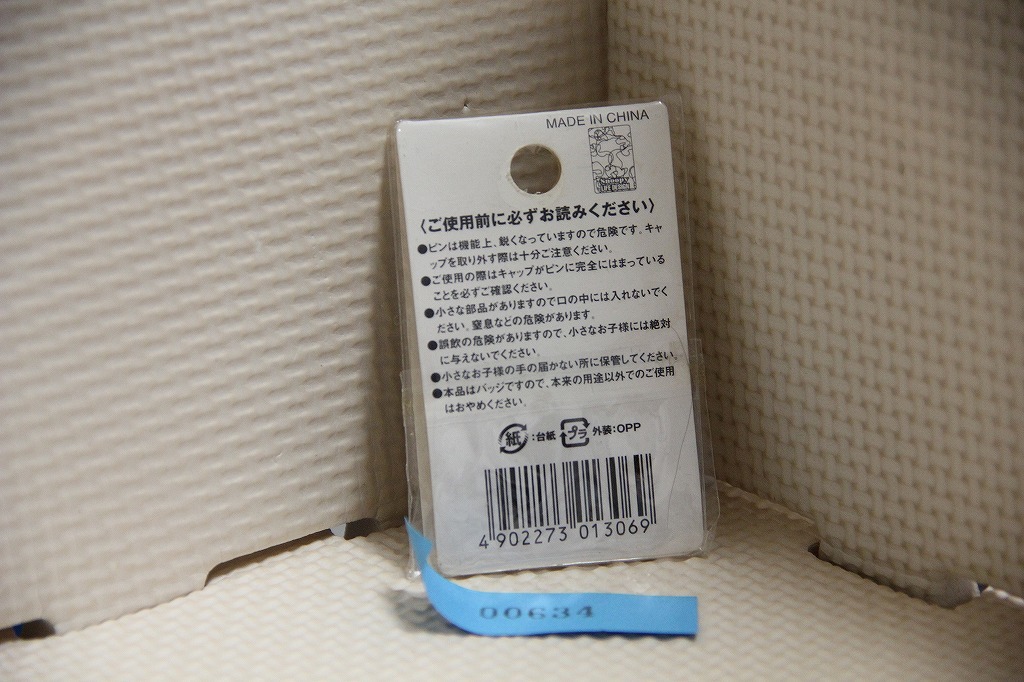 MADE IN CHINA
Snoopy
LIFE DESIGN
〈ご使用前に必ずお読みください〉
●ピンは機能上、鋭くなっていますので危険です。キャ
ップを取り外す際は十分ご注意ください。
●ご使用の際はキャップがピンに完全にはまっている
ことを必ずご確認ください。
●小さな部品がありますので口の中には入れないでく
ださい。窒息などの危険があります。
●誤飲の危険がありますので、小さなお子様には絶対
に与えないでください。
●小さなお子様の手の届かない所に保管してください。
●本品はバッジですので、本来の用途以外でのご使用
はおやめください。
紙:台紙 プラ 外装:OPP
4 902273 013069
00634